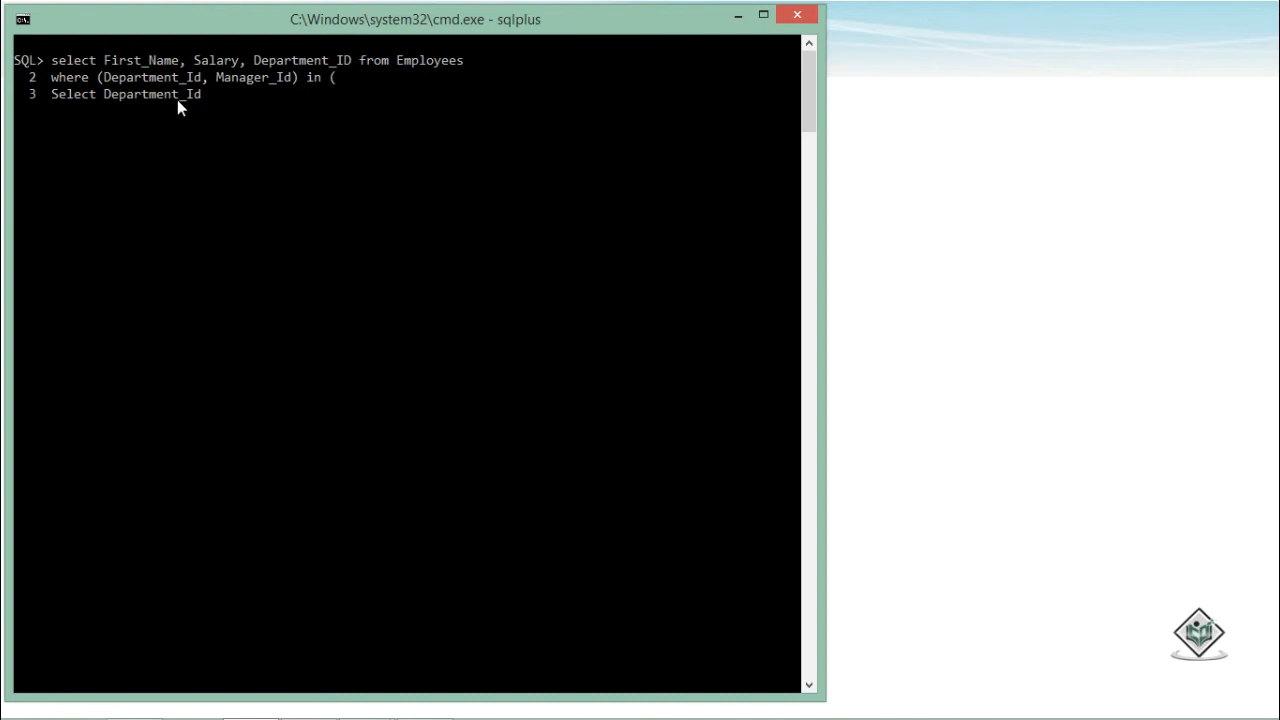 C:\Windows\system32\cmd.exe - sqlplus
SQL> select First_Name, Salary, Department_ID from Employees
2 where (Department_Id, Manager_Id) in (
3 Select Department_Id